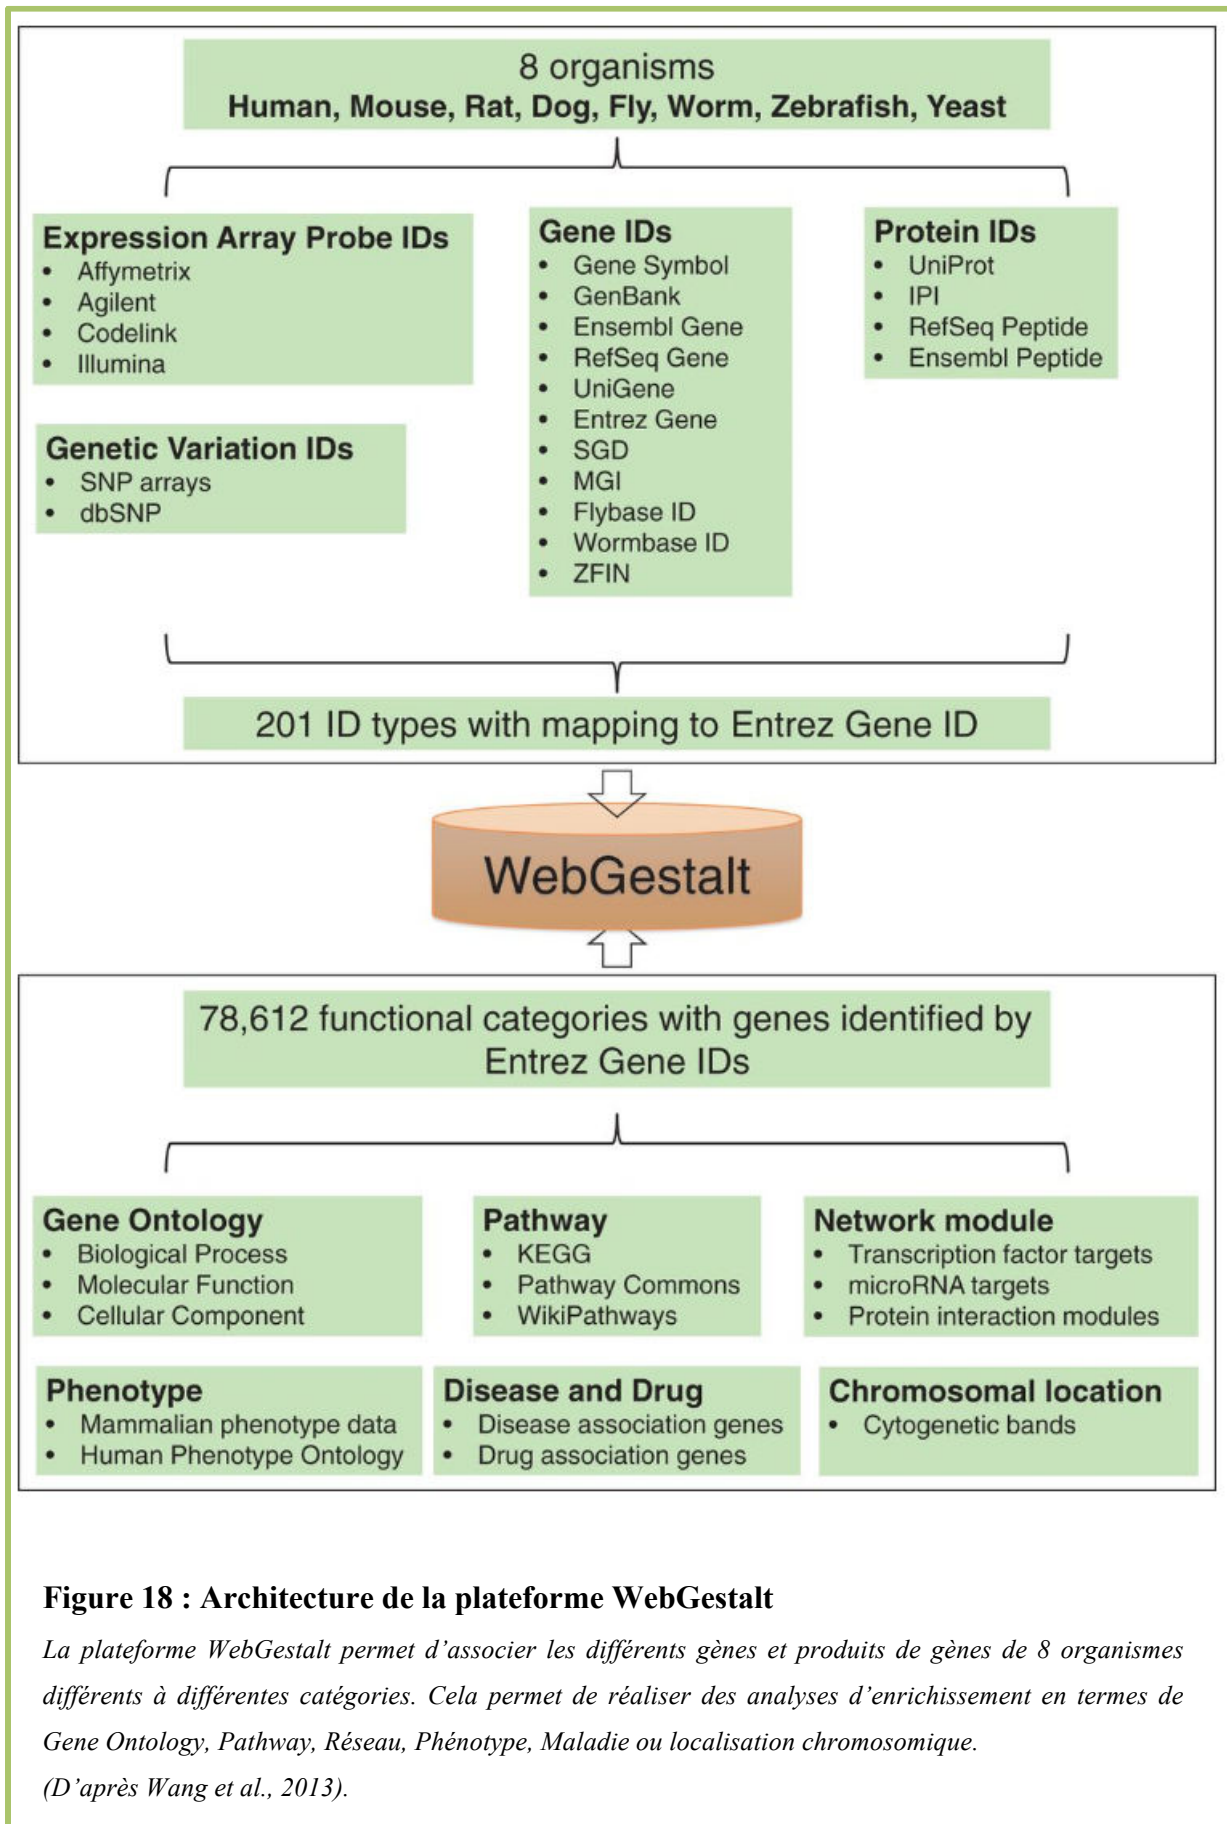 8 organisms
Human, Mouse, Rat, Dog, Fly, Worm, Zebrafish, Yeast
Expression Array Probe IDs
• Affymetrix
• Agilent
• Codelink
• Illumina
Genetic Variation IDs
• SNP arrays
• dbSNP
Gene IDs
• Gene Symbol
• GenBank
• Ensembl Gene
• RefSeq Gene
• UniGene
• Entrez Gene
• SGD
• MGI
• Flybase ID
• Wormbase ID
• ZFIN
Protein IDs
• UniProt
• IPI
• RefSeq Peptide
• Ensembl Peptide
201 ID types with mapping to Entrez Gene ID
WebGestalt
78,612 functional categories with genes identified by
Entrez Gene IDs
Gene Ontology
• Biological Process
• Molecular Function
• Cellular Component
Pathway
• KEGG
• Pathway Commons
• WikiPathways
Network module
• Transcription factor targets
• microRNA targets
• Protein interaction modules
Phenotype
• Mammalian phenotype data
• Human Phenotype Ontology
Disease and Drug
• Disease association genes
• Drug association genes
Chromosomal location
• Cytogenetic bands
Figure 18 : Architecture de la plateforme WebGestalt
La plateforme WebGestalt permet d’associer les différents gènes et produits de gènes de 8 organismes
différents à différentes catégories. Cela permet de réaliser des analyses d’enrichissement en termes de
Gene Ontology, Pathway, Réseau, Phénotype, Maladie ou localisation chromosomique.
(D’après Wang et al., 2013).